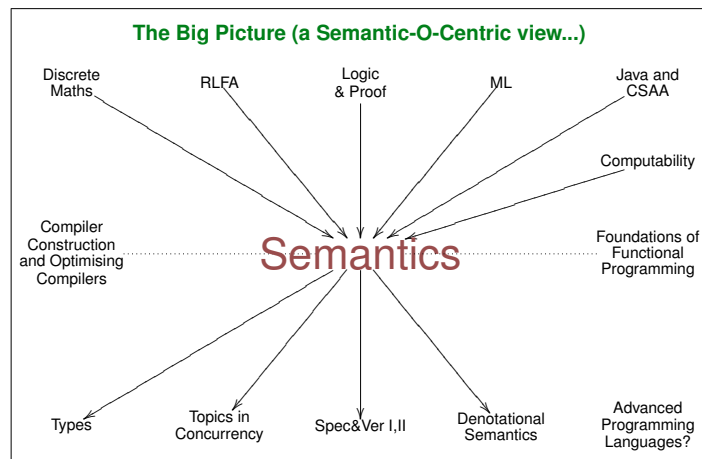 The Big Picture (a Semantic-O-Centric view...)
Discrete
Maths
RLFA
Logic
& Proof
ML
Java and
CSAA
Computability
Compiler
Construction
and Optimising
Compilers
Semantics
Foundations of
Functional
Programming
Types
Topics in
Concurrency
Spec&Ver I,II
Denotational
Semantics
Advanced
Programming
Languages?